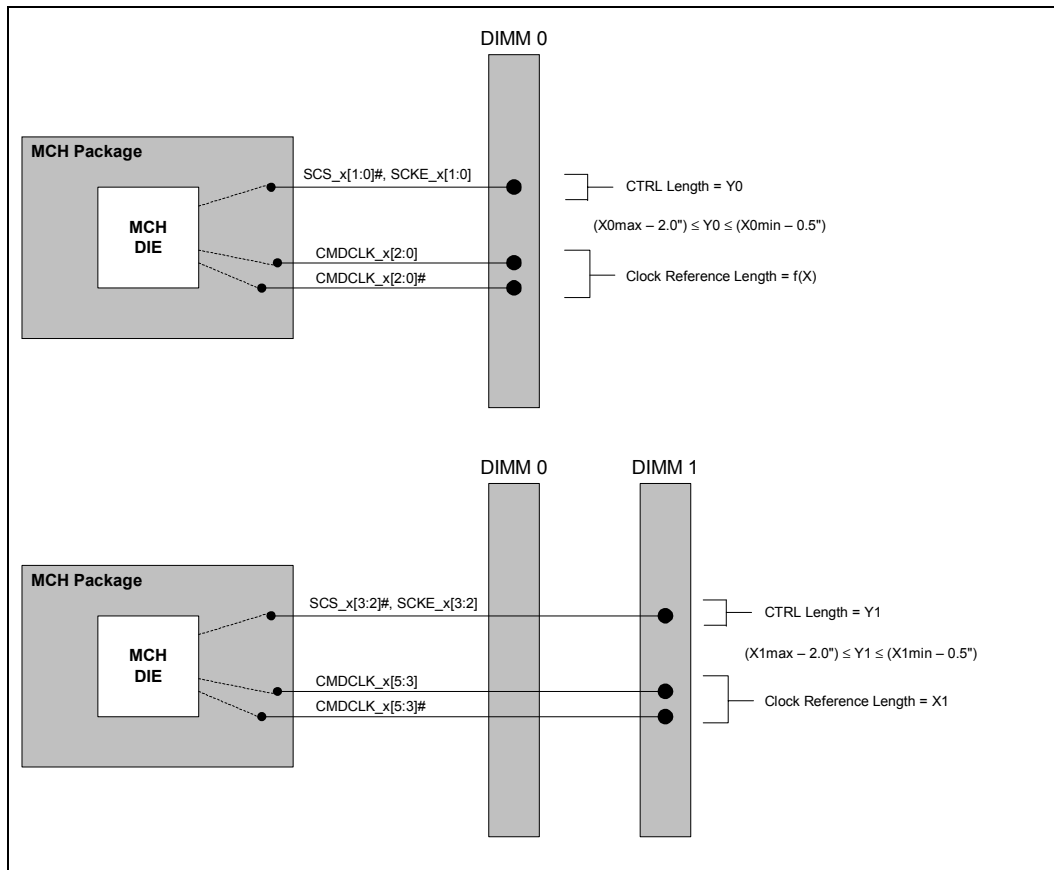 DIMM 0
MCH Package
SCS_x[1:0]#, SCKE_x[1:0]
CTRL Length = Y0
MCH
DIE
(X0max – 2.0") ≤ Y0 ≤ (X0min – 0.5")
CMDCLK_x[2:0]
CMDCLK_x[2:0]#
Clock Reference Length = f(X)
DIMM 0
DIMM 1
MCH Package
SCS_x[3:2]#, SCKE_x[3:2]
CTRL Length = Y1
MCH
DIE
(X1max – 2.0") ≤ Y1 ≤ (X1min – 0.5")
CMDCLK_x[5:3]
CMDCLK_x[5:3]#
Clock Reference Length = X1